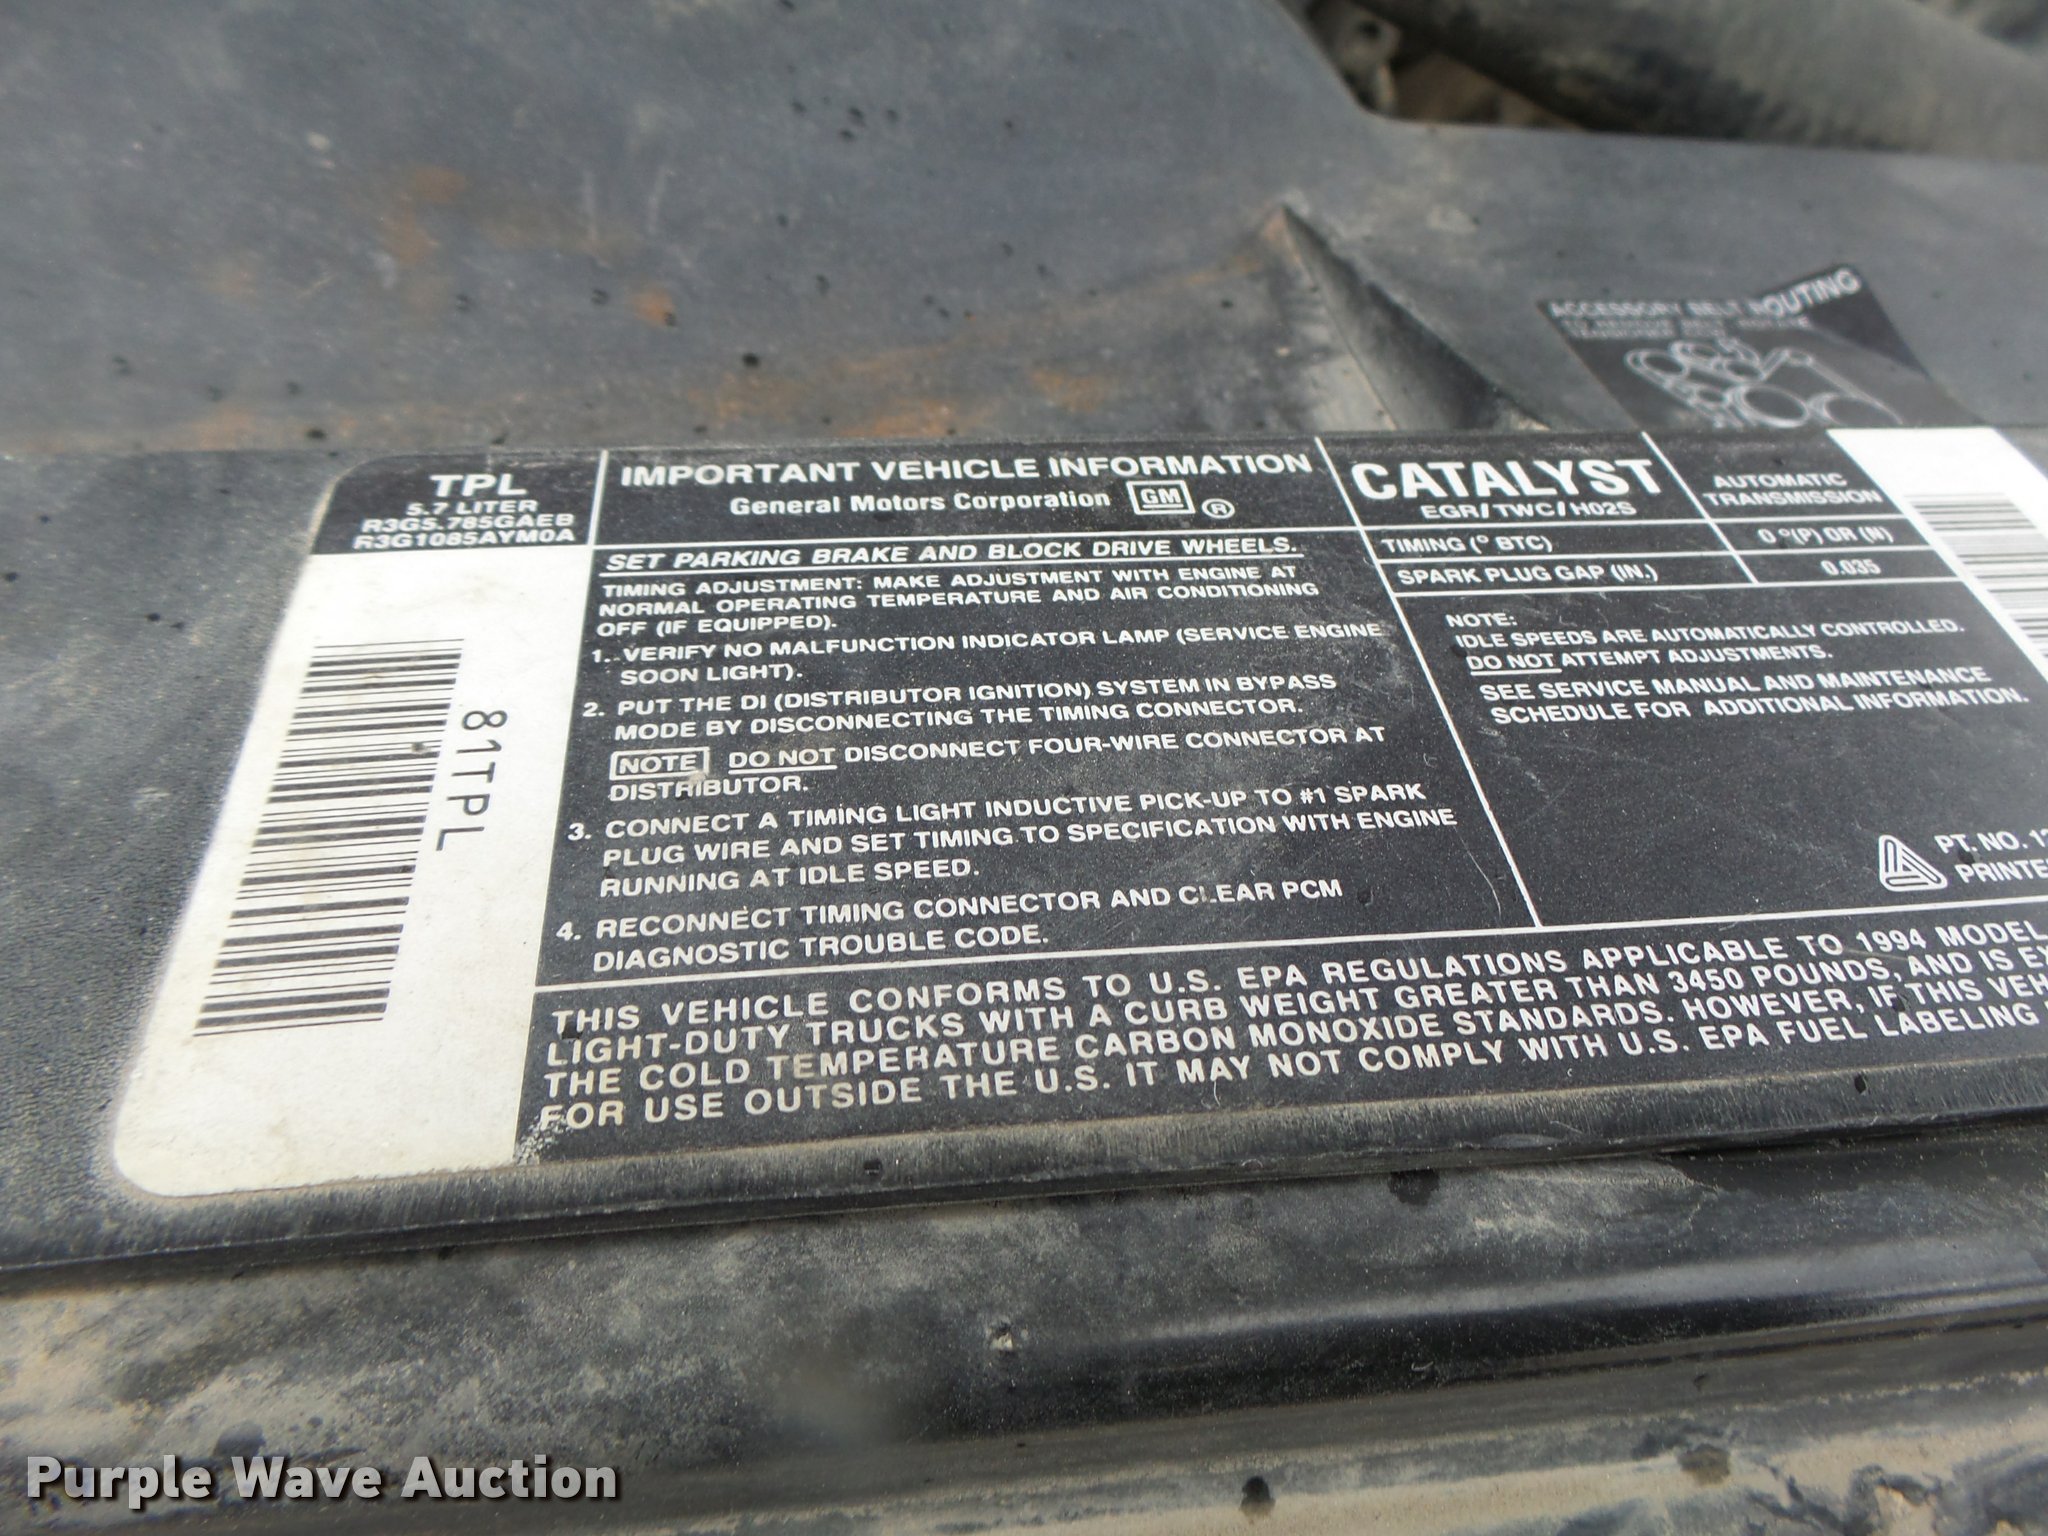 ACCESSORY BELT ROUTING
TPL
5.7 LITER
R3G5.785GAEB
R3G1085AYM0A
81TPL
IMPORTANT VEHICLE INFORMATION
General Motors Corporation GM ®
SET PARKING BRAKE AND BLOCK DRIVE WHEELS.
TIMING ADJUSTMENT: MAKE ADJUSTMENT WITH ENGINE AT
NORMAL OPERATING TEMPERATURE AND AIR CONDITIONING
OFF (IF EQUIPPED).
1. VERIFY NO MALFUNCTION INDICATOR LAMP (SERVICE ENGINE
SOON LIGHT).
2. PUT THE DI (DISTRIBUTOR IGNITION) SYSTEM IN BYPASS
MODE BY DISCONNECTING THE TIMING CONNECTOR.
NOTE DO NOT DISCONNECT FOUR-WIRE CONNECTOR AT
DISTRIBUTOR.
3. CONNECT A TIMING LIGHT INDUCTIVE PICK-UP TO #1 SPARK
PLUG WIRE AND SET TIMING TO SPECIFICATION WITH ENGINE
RUNNING AT IDLE SPEED.
4. RECONNECT TIMING CONNECTOR AND CLEAR PCM
DIAGNOSTIC TROUBLE CODE.
CATALYST
EGR/TWC/HO2S
AUTOMATIC
TRANSMISSION
TIMING (° BTC) 0 °(P) OR (N)
SPARK PLUG GAP (IN.) 0.035
NOTE:
IDLE SPEEDS ARE AUTOMATICALLY CONTROLLED.
DO NOT ATTEMPT ADJUSTMENTS.
SEE SERVICE MANUAL AND MAINTENANCE
SCHEDULE FOR ADDITIONAL INFORMATION.
PT. NO. 12
PRINTE
THIS VEHICLE CONFORMS TO U.S. EPA REGULATIONS APPLICABLE TO 1994 MODEL
LIGHT-DUTY TRUCKS WITH A CURB WEIGHT GREATER THAN 3450 POUNDS, AND IS EX
THE COLD TEMPERATURE CARBON MONOXIDE STANDARDS. HOWEVER, IF THIS VEH
FOR USE OUTSIDE THE U.S. IT MAY NOT COMPLY WITH U.S. EPA FUEL LABELING
Purple Wave Auction